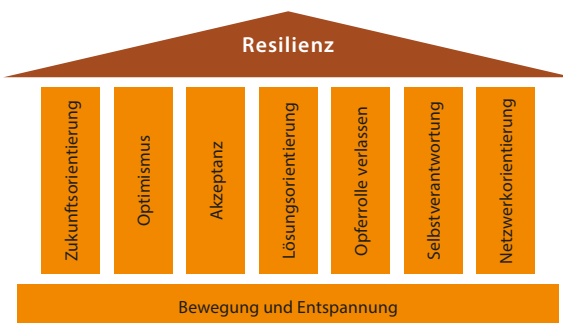 Resilienz
Zukunftsorientierung
Optimismus
Akzeptanz
Lösungsorientierung
Opferrolle verlassen
Selbstverantwortung
Netzwerkorientierung
Bewegung und Entspannung